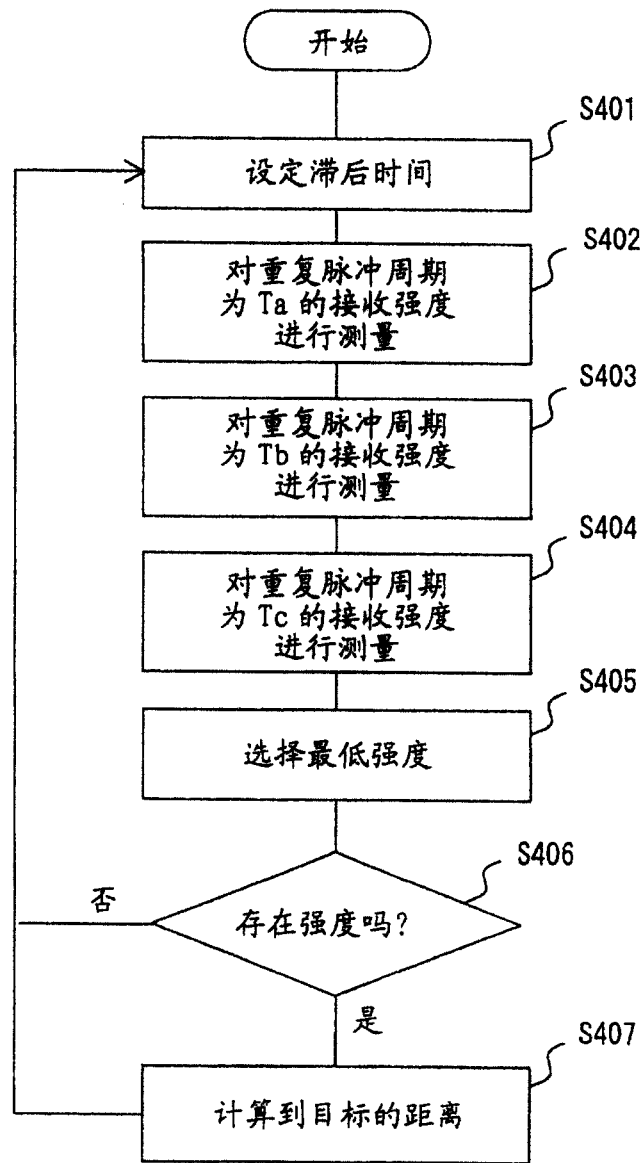 开始
S401
设定滞后时间
S402
对重复脉冲周期
为 Ta 的接收强度
进行测量
S403
对重复脉冲周期
为 Tb 的接收强度
进行测量
S404
对重复脉冲周期
为 Tc 的接收强度
进行测量
S405
选择最低强度
S406
否
存在强度吗?
是
S407
计算到目标的距离